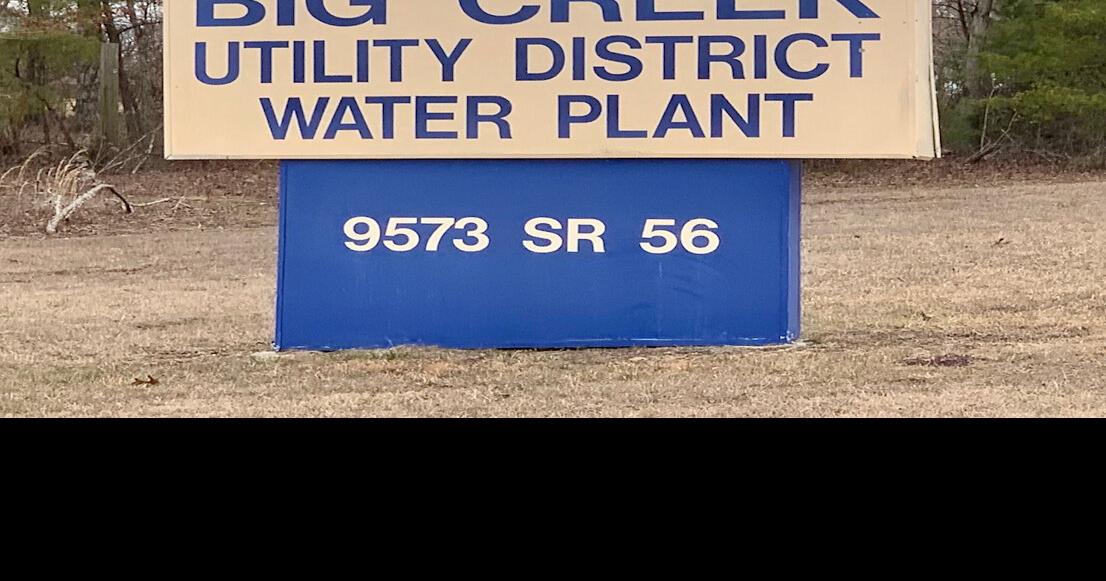 BIG CREEK
UTILITY DISTRICT
WATER PLANT
9573 SR 56